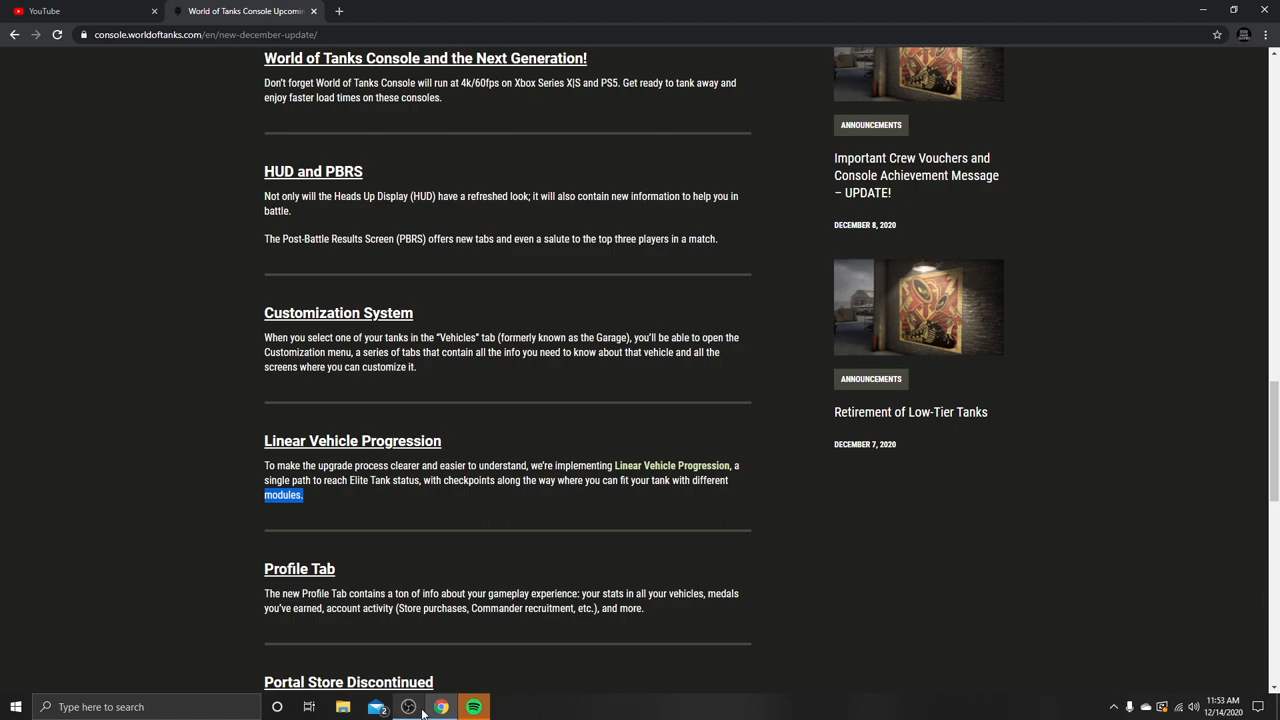 YouTube
World of Tanks Console Upcomin
console.worldoftanks.com/en/new-december-update/
World of Tanks Console and the Next Generation!
Don't forget World of Tanks Console will run at 4k/60fps on Xbox Series X|S and PS5. Get ready to tank away and
enjoy faster load times on these consoles.
HUD and PBRS
Not only will the Heads Up Display (HUD) have a refreshed look; it will also contain new information to help you in
battle.
The Post-Battle Results Screen (PBRS) offers new tabs and even a salute to the top three players in a match.
Customization System
When you select one of your tanks in the "Vehicles" tab (formerly known as the Garage), you'll be able to open the
Customization menu, a series of tabs that contain all the info you need to know about that vehicle and all the
screens where you can customize it.
Linear Vehicle Progression
To make the upgrade process clearer and easier to understand, we're implementing Linear Vehicle Progression, a
single path to reach Elite Tank status, with checkpoints along the way where you can fit your tank with different
modules.
Profile Tab
The new Profile Tab contains a ton of info about your gameplay experience: your stats in all your vehicles, medals
you've earned, account activity (Store purchases, Commander recruitment, etc.), and more.
Portal Store Discontinued
ANNOUNCEMENTS
Important Crew Vouchers and
Console Achievement Message
– UPDATE!
DECEMBER 8, 2020
ANNOUNCEMENTS
Retirement of Low-Tier Tanks
DECEMBER 7, 2020
Type here to search
2
11:53 AM
12/14/2020